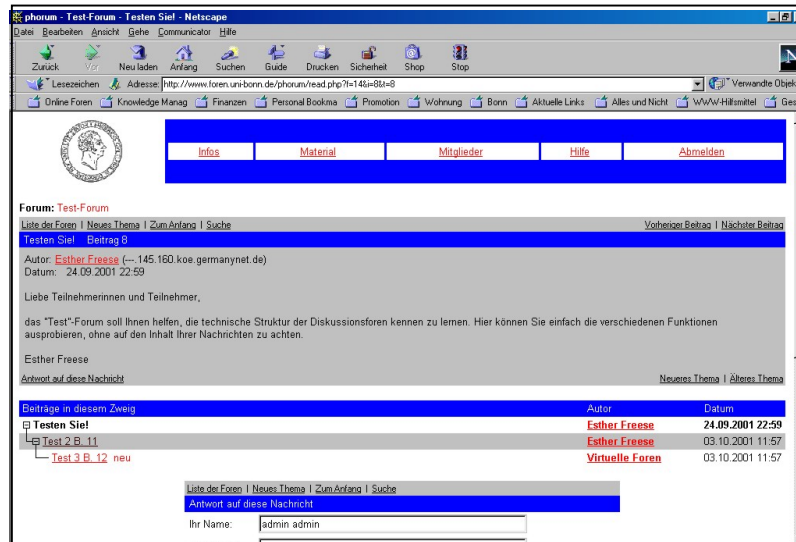 phorum - Test-Forum - Testen Sie! - Netscape
Datei Bearbeiten Ansicht Gehe Communicator Hilfe
Zurück Vor Neu laden Anfang Suchen Guide Drucken Sicherheit Shop Stop
Lesezeichen Adresse: http://www.foren.uni-bonn.de/phorum/read.php?f=14&i=8&t=8 Verwandte Objek
Online Foren Knowledge Manag Finanzen Personal Bookma Promotion Wohnung Bonn Aktuelle Links Alles und Nicht WWW-Hilfsmittel Ges
Infos Material Mitglieder Hilfe Abmelden
Forum: Test-Forum
Liste der Foren | Neues Thema | Zum Anfang | Suche Vorheriger Beitrag | Nächster Beitrag
Testen Sie! Beitrag 8
Autor: Esther Freese (---.145.160.koe.germanynet.de)
Datum: 24.09.2001 22:59
Liebe Teilnehmerinnen und Teilnehmer,
das "Test"-Forum soll Ihnen helfen, die technische Struktur der Diskussionsforen kennen zu lernen. Hier können Sie einfach die verschiedenen Funktionen
ausprobieren, ohne auf den Inhalt Ihrer Nachrichten zu achten.
Esther Freese
Antwort auf diese Nachricht Neueres Thema | Älteres Thema
Beiträge in diesem Zweig Autor Datum
Testen Sie! Esther Freese 24.09.2001 22:59
Test 2 B. 11 Esther Freese 03.10.2001 11:57
Test 3 B. 12 neu Virtuelle Foren 03.10.2001 11:57
Liste der Foren | Neues Thema | Zum Anfang | Suche
Antwort auf diese Nachricht
Ihr Name: admin admin